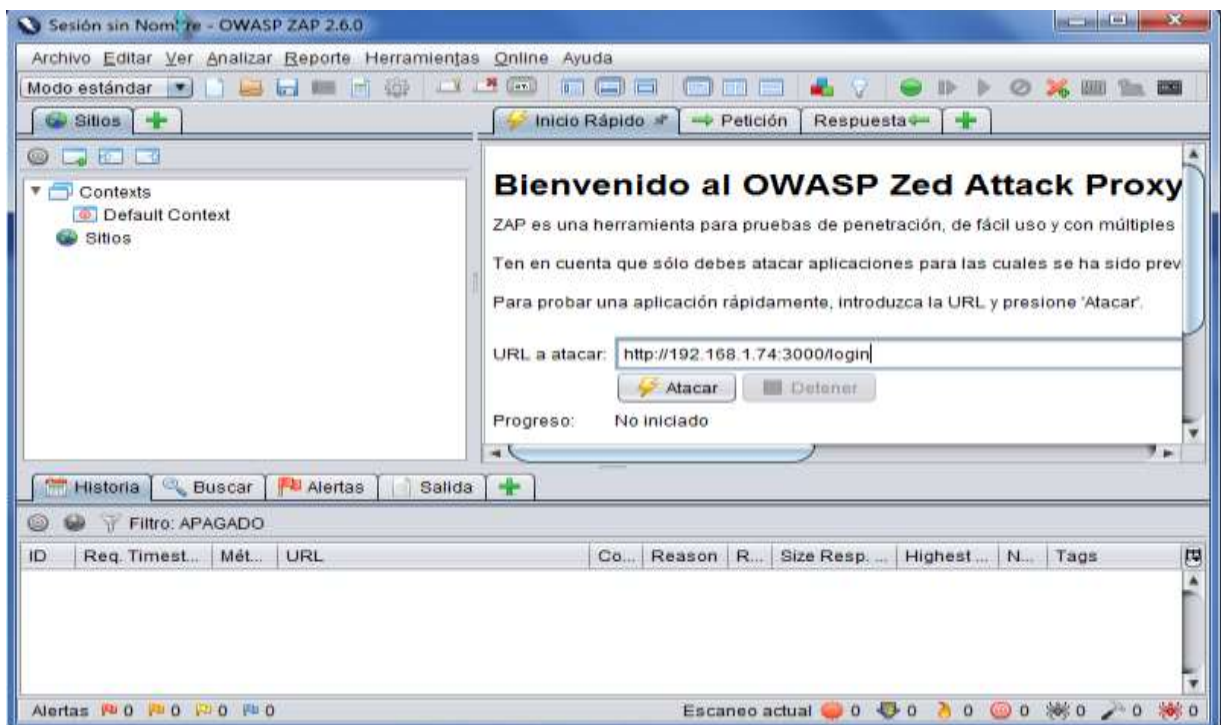 Sesión sin Nombre - OWASP ZAP 2.6.0
Archivo Editar Ver Analizar Reporte Herramientas Online Ayuda
Modo estándar
Sitios
Inicio Rápido Petición Respuesta
Contexts
Default Context
Sitios
Bienvenido al OWASP Zed Attack Proxy
ZAP es una herramienta para pruebas de penetración, de fácil uso y con múltiples
Ten en cuenta que sólo debes atacar aplicaciones para las cuales se ha sido prev
Para probar una aplicación rápidamente, introduzca la URL y presione 'Atacar'.
URL a atacar: http://192.168.1.74:3000/login
Atacar Detener
Progreso: No iniciado
Historia Buscar Alertas Salida
Filtro: APAGADO
ID Req. Timest... Mét... URL Co... Reason R... Size Resp. ... Highest ... N... Tags
Alertas 0 0 0 0 Escaneo actual 0 0 0 0 0 0 0